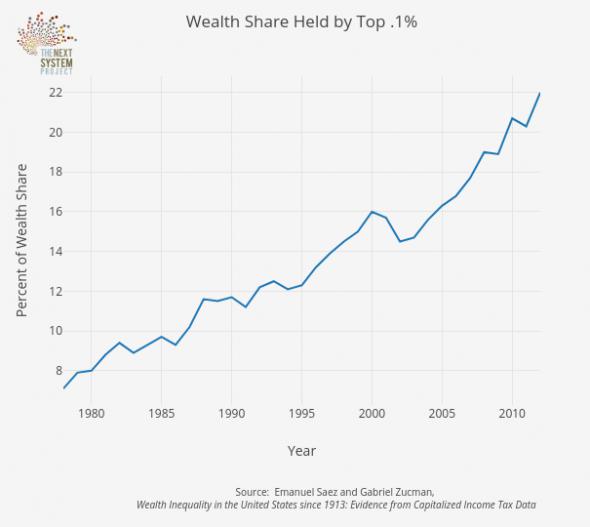 Wealth Share Held by Top .1%
THE NEXT
SYSTEM
PROJECT
22
20
18
16
14
12
10
8
Percent of Wealth Share
1980 1985 1990 1995 2000 2005 2010
Year
Source: Emanuel Saez and Gabriel Zucman,
Wealth Inequality in the United States since 1913: Evidence from Capitalized Income Tax Data